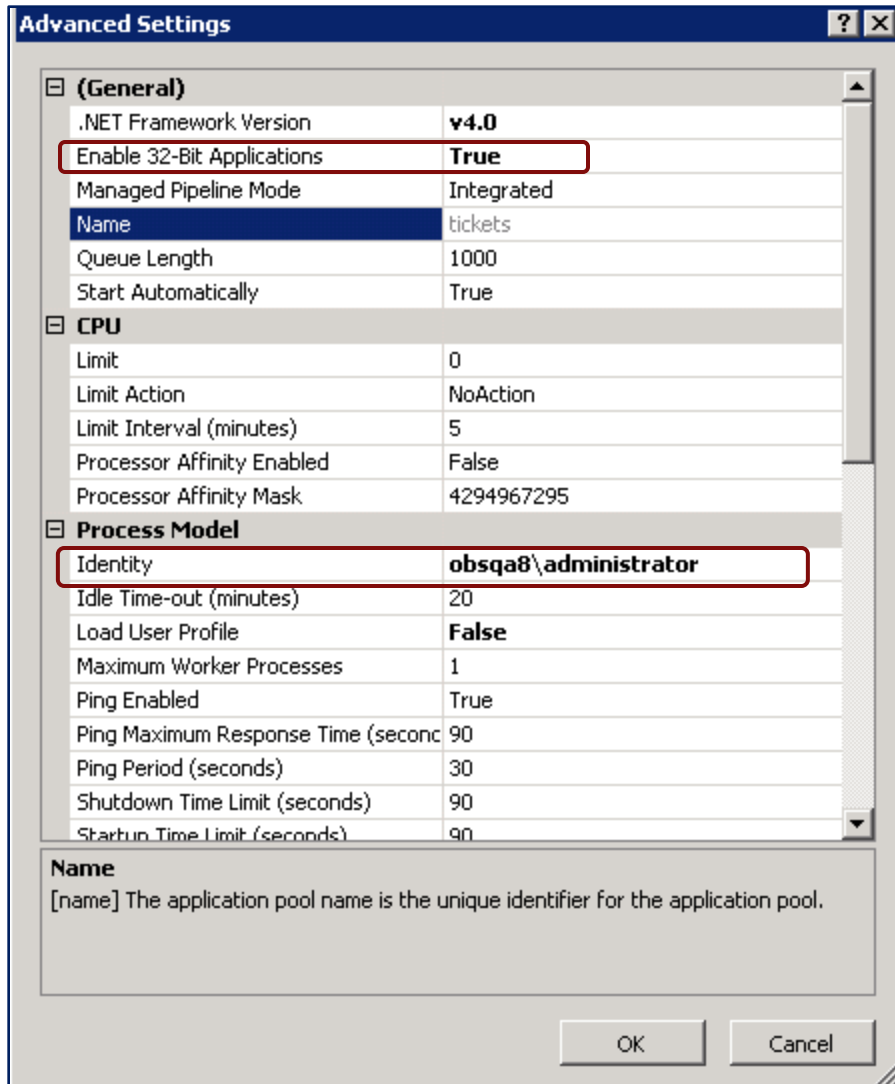 Advanced Settings
(General)
.NET Framework Version v4.0
Enable 32-Bit Applications True
Managed Pipeline Mode Integrated
Name tickets
Queue Length 1000
Start Automatically True
CPU
Limit 0
Limit Action NoAction
Limit Interval (minutes) 5
Processor Affinity Enabled False
Processor Affinity Mask 4294967295
Process Model
Identity obsqa8\administrator
Idle Time-out (minutes) 20
Load User Profile False
Maximum Worker Processes 1
Ping Enabled True
Ping Maximum Response Time (seconc 90
Ping Period (seconds) 30
Shutdown Time Limit (seconds) 90
Startup Time Limit (seconds) 90
Name
[name] The application pool name is the unique identifier for the application pool.
OK Cancel